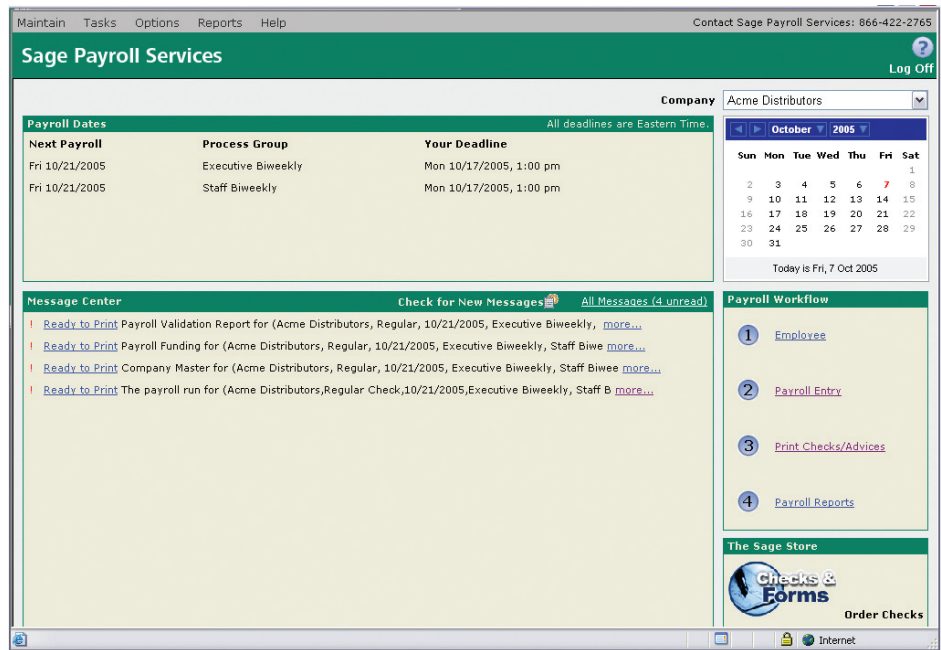 Maintain Tasks Options Reports Help Contact Sage Payroll Services: 866-422-2765
Sage Payroll Services
?
Log Off
Company Acme Distributors
Payroll Dates All deadlines are Eastern Time.
Next Payroll Process Group Your Deadline
Fri 10/21/2005 Executive Biweekly Mon 10/17/2005, 1:00 pm
Fri 10/21/2005 Staff Biweekly Mon 10/17/2005, 1:00 pm
October 2005
Sun Mon Tue Wed Thu Fri Sat
1
2 3 4 5 6 7 8
9 10 11 12 13 14 15
16 17 18 19 20 21 22
23 24 25 26 27 28 29
30 31
Today is Fri, 7 Oct 2005
Message Center Check for New Messages All Messages (4 unread)
! Ready to Print Payroll Validation Report for (Acme Distributors, Regular, 10/21/2005, Executive Biweekly, more...
! Ready to Print Payroll Funding for (Acme Distributors, Regular, 10/21/2005, Executive Biweekly, Staff Biwe more...
! Ready to Print Company Master for (Acme Distributors, Regular, 10/21/2005, Executive Biweekly, Staff Biwee more...
! Ready to Print The payroll run for (Acme Distributors,Regular Check,10/21/2005,Executive Biweekly, Staff B more...
Payroll Workflow
1 Employee
2 Payroll Entry
3 Print Checks/Advices
4 Payroll Reports
The Sage Store
Checks &
Forms
Order Checks
Internet